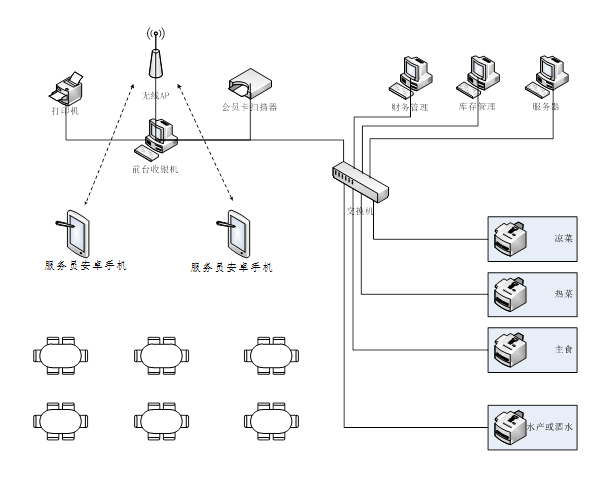 无线AP
打印机
会员卡扫描器
财务管理
库存管理
服务器
前台收银机
交换机
服务员安卓手机
服务员安卓手机
凉菜
热菜
主食
水产或酒水